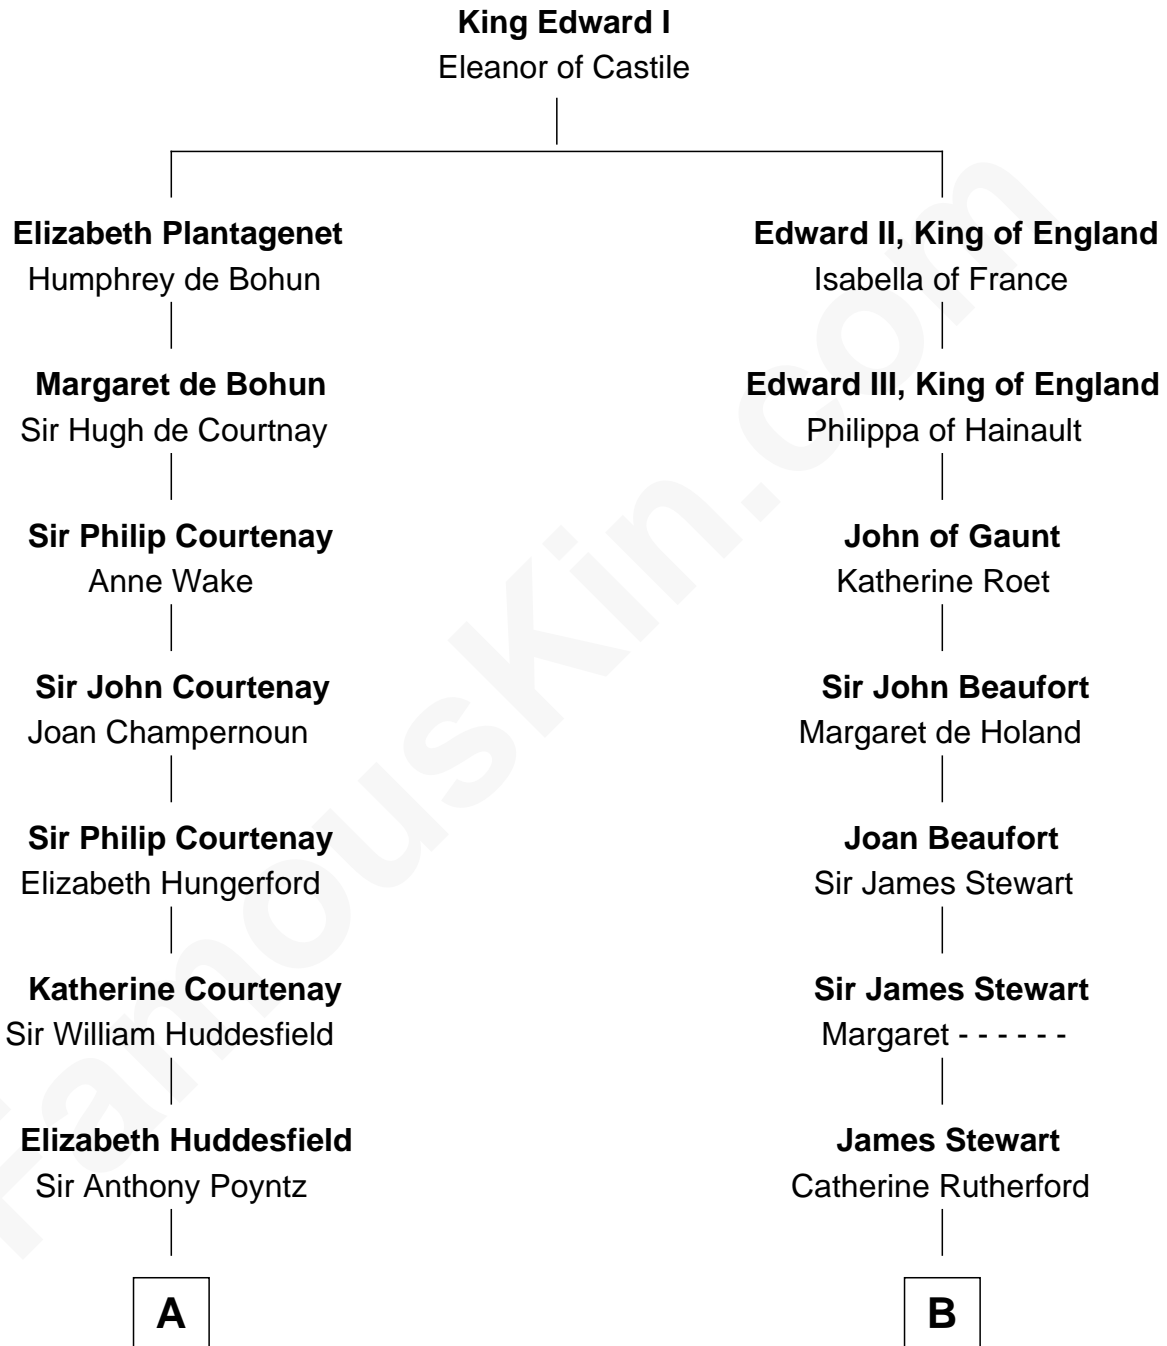 King Edward I
Eleanor of Castile
Elizabeth Plantagenet
Humphrey de Bohun
Edward II, King of England
Isabella of France
Margaret de Bohun
Sir Hugh de Courtnay
Edward III, King of England
Philippa of Hainault
Sir Philip Courtenay
Anne Wake
John of Gaunt
Katherine Roet
Sir John Courtenay
Joan Champernoun
Sir John Beaufort
Margaret de Holand
Sir Philip Courtenay
Elizabeth Hungerford
Joan Beaufort
Sir James Stewart
Katherine Courtenay
Sir William Huddesfield
Sir James Stewart
Margaret - - - - - -
Elizabeth Huddesfield
Sir Anthony Poyntz
James Stewart
Catherine Rutherford
A
B
FamousKin.com